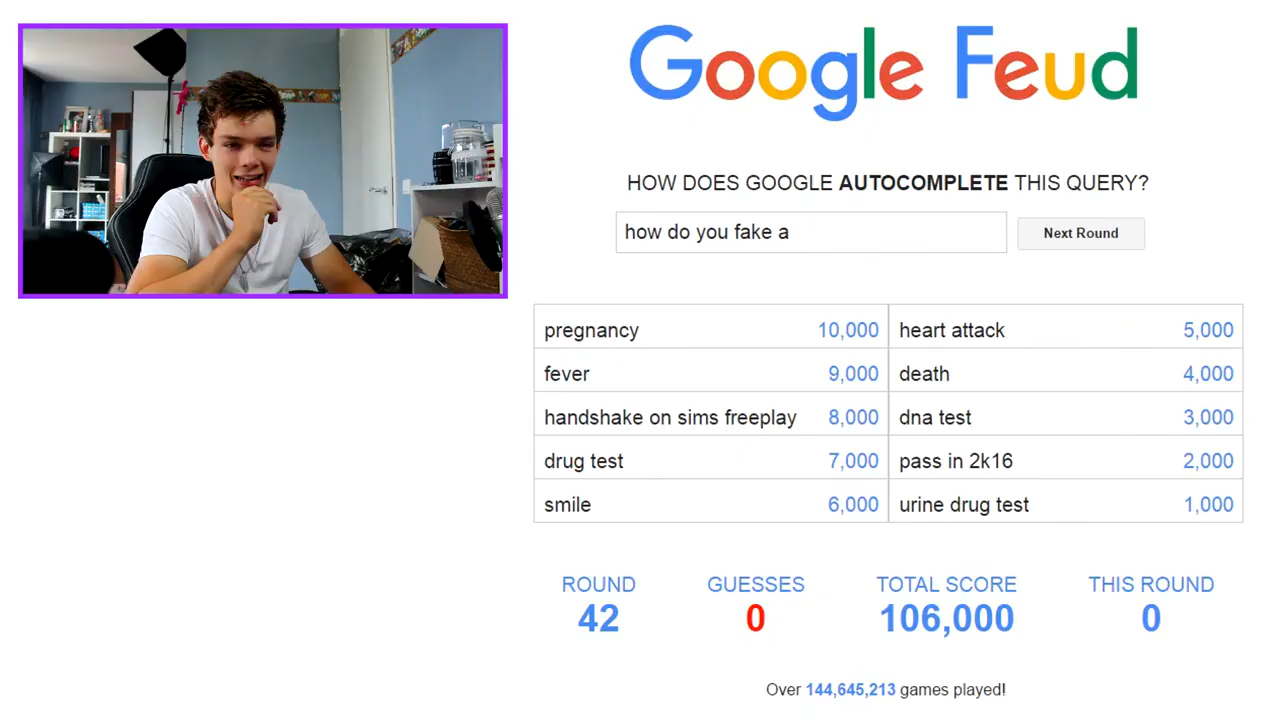 Google Feud
HOW DOES GOOGLE AUTOCOMPLETE THIS QUERY?
how do you fake a
Next Round
pregnancy 10,000
heart attack 5,000
fever 9,000
death 4,000
handshake on sims freeplay 8,000
dna test 3,000
drug test 7,000
pass in 2k16 2,000
smile 6,000
urine drug test 1,000
ROUND GUESSES TOTAL SCORE THIS ROUND
42 0 106,000 0
Over 144,645,213 games played!